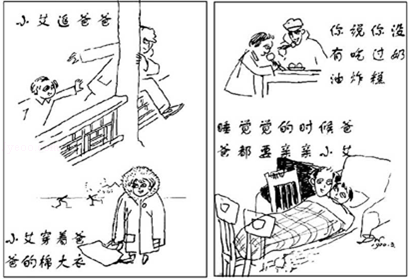 小艾追爸爸
小艾穿着爸
爸的棉大衣
你说你没
有吃过奶
油炸糕
睡觉觉的时候爸
爸都要亲亲小艾